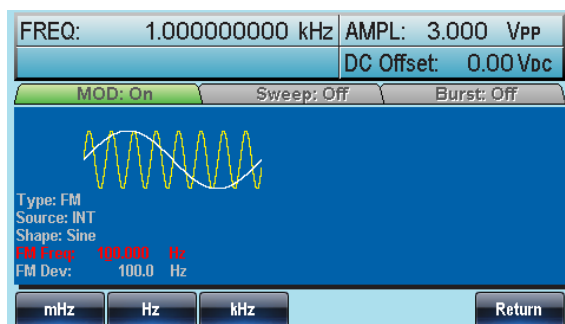 FREQ: 1.000000000 kHz AMPL: 3.000 VPP
DC Offset: 0.00 VDC
MOD: On Sweep: Off Burst: Off
Type: FM
Source: INT
Shape: Sine
FM Freq: 100.000 Hz
FM Dev: 100.0 Hz
mHz Hz kHz Return